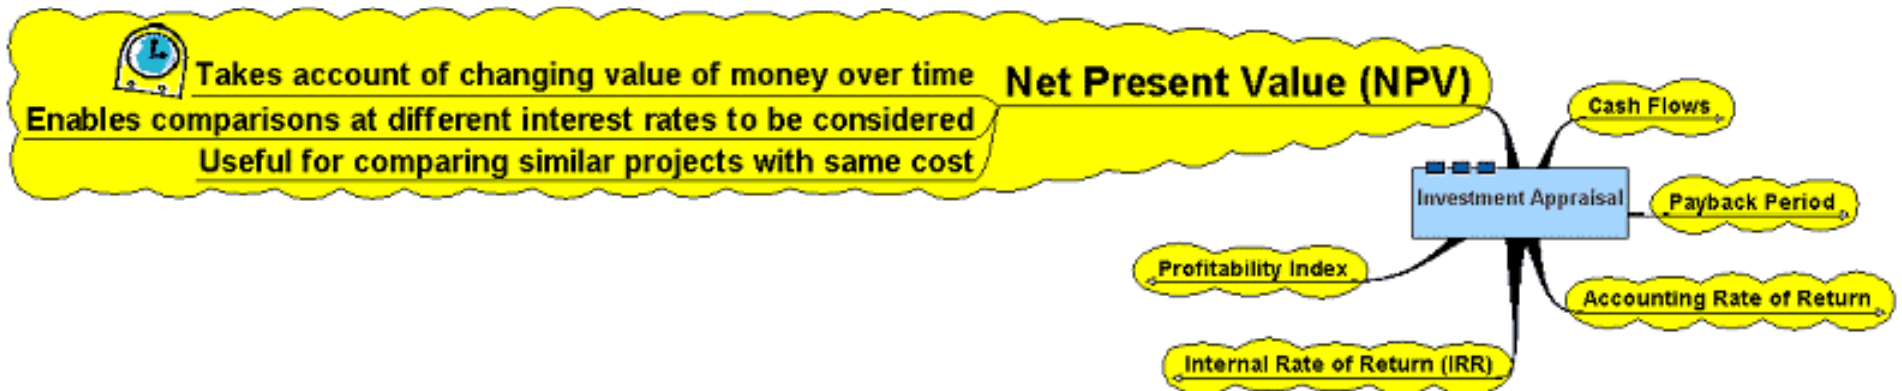 Takes account of changing value of money over time
Enables comparisons at different interest rates to be considered
Useful for comparing similar projects with same cost
Net Present Value (NPV)
Cash Flows
Investment Appraisal
Payback Period
Profitability Index
Accounting Rate of Return
Internal Rate of Return (IRR)